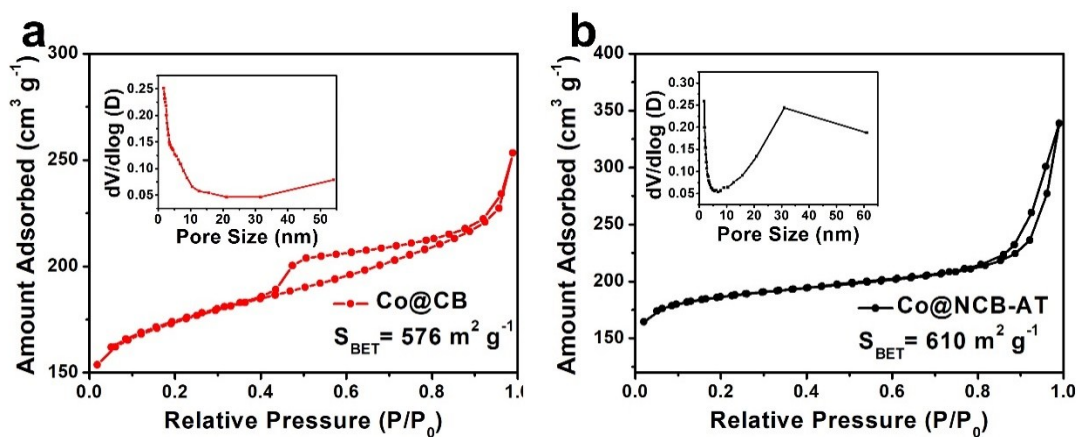 a
300
250
200
150
Amount Adsorbed (cm³ g⁻¹)
0.25
0.20
0.15
0.10
0.05
dV/dlog (D)
0 10 20 30 40 50
Pore Size (nm)
Co@CB
S_BET= 576 m² g⁻¹
0.0 0.2 0.4 0.6 0.8 1.0
Relative Pressure (P/P₀)
b
400
350
300
250
200
150
100
Amount Adsorbed (cm³ g⁻¹)
0.30
0.25
0.20
0.15
0.10
0.05
dV/dlog (D)
0 10 20 30 40 50 60
Pore Size (nm)
Co@NCB-AT
S_BET= 610 m² g⁻¹
0.0 0.2 0.4 0.6 0.8 1.0
Relative Pressure (P/P₀)